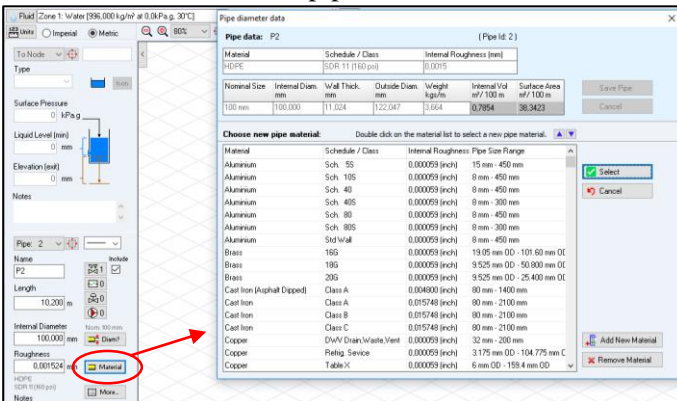 Fluid Zone 1: Water (996,000 kg/m³ at 0,0kPa.g, 30°C)
Units Imperial Metric 80%
To Node
Type
Surface Pressure
0 kPa.g
Liquid Level (min)
0 mm
Elevation (exit)
0 mm
Notes
Pipe: 2
Name Include
P2 1
Length 0
10,200 m 0
0
Internal Diameter Nom: 100 mm
100,000 mm Diam?
Roughness
0,001524 Material
HDPE
SDR 11 (160 psi) More..
Notes
Pipe diameter data
Pipe data: P2 ( Pipe Id: 2 )
Material Schedule / Class Internal Roughness (mm)
HDPE SDR 11 (160 psi) 0,0015
Nominal Size Internal Diam. Wall Thick. Outside Diam. Weight Internal Vol Surface Area
mm mm mm kgs/m m³/ 100 m m²/ 100 m
100 mm 100,000 11,024 122,047 3,664 0,7854 38,3423
Save Pipe
Cancel
Choose new pipe material: Double click on the material list to select a new pipe material.
Material Schedule / Class Internal Roughness Pipe Size Range
Aluminium Sch. 5S 0,000059 (inch) 15 mm - 450 mm
Aluminium Sch. 10S 0,000059 (inch) 8 mm - 450 mm
Aluminium Sch. 40 0,000059 (inch) 8 mm - 450 mm
Aluminium Sch. 40S 0,000059 (inch) 8 mm - 300 mm
Aluminium Sch. 80 0,000059 (inch) 8 mm - 450 mm
Aluminium Sch. 80S 0,000059 (inch) 8 mm - 300 mm
Aluminium Std Wall 0,000059 (inch) 8 mm - 450 mm
Brass 16G 0,000059 (inch) 19.05 mm OD - 101.60 mm OD
Brass 18G 0,000059 (inch) 9.525 mm OD - 50.800 mm OD
Brass 20G 0,000059 (inch) 9.525 mm OD - 25.400 mm OD
Cast Iron (Asphalt Dipped) Class A 0,004800 (inch) 80 mm - 1400 mm
Cast Iron Class A 0,015748 (inch) 80 mm - 2100 mm
Cast Iron Class B 0,015748 (inch) 80 mm - 2100 mm
Cast Iron Class C 0,015748 (inch) 80 mm - 2100 mm
Copper DWV Drain,Waste,Vent 0,000059 (inch) 32 mm - 200 mm
Copper Refrig. Sevice 0,000059 (inch) 3.175 mm OD - 104.775 mm C
Copper Table X 0,000059 (inch) 6 mm OD - 159.4 mm OD
Select
Cancel
Add New Material
Remove Material